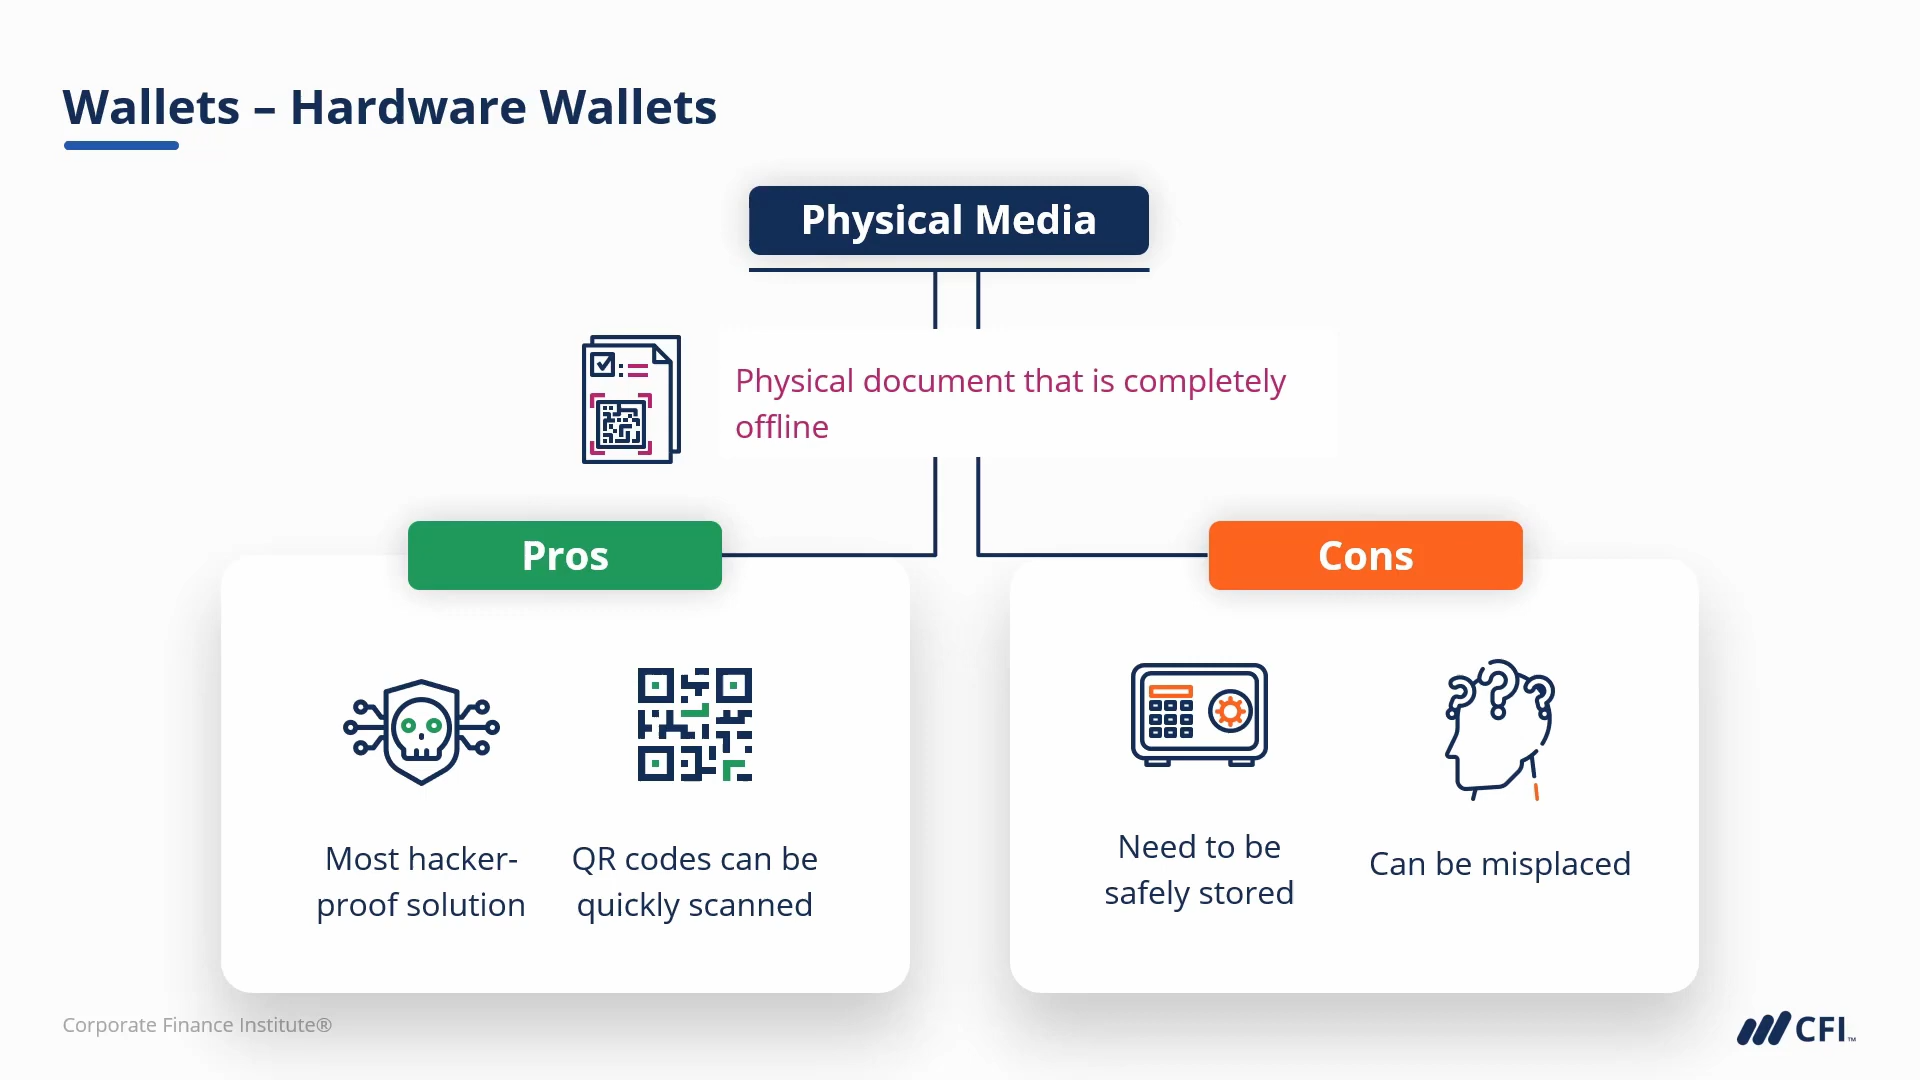 Wallets – Hardware Wallets
Physical Media
Physical document that is completely
offline
Pros
Cons
Most hacker-
proof solution
QR codes can be
quickly scanned
Need to be
safely stored
Can be misplaced
Corporate Finance Institute®
CFI™